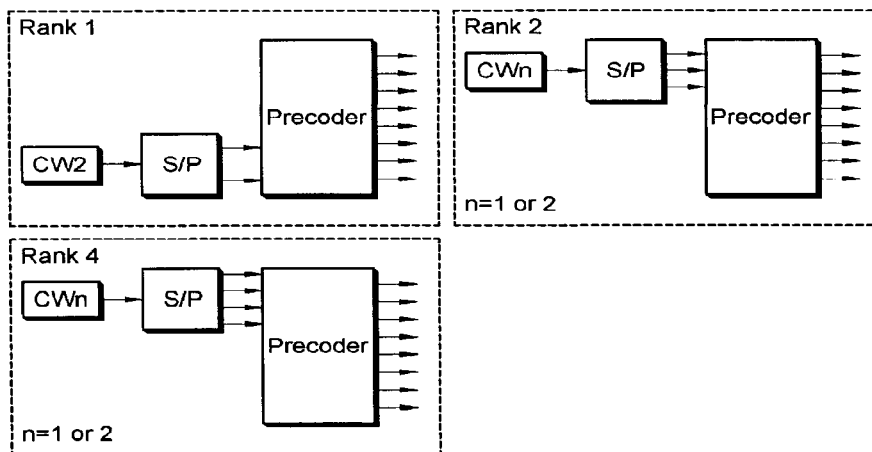 Rank 1
CW2
S/P
Precoder
Rank 2
CWn
S/P
Precoder
n=1 or 2
Rank 4
CWn
S/P
Precoder
n=1 or 2